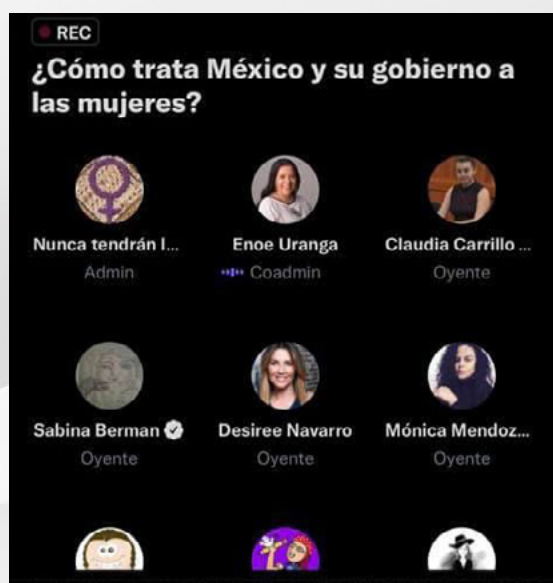 REC
¿Cómo trata México y su gobierno a
las mujeres?
Nunca tendrán l...
Enoe Uranga
Claudia Carrillo ...
Admin
Coadmin
Oyente
Sabina Berman
Desiree Navarro
Mónica Mendoz...
Oyente
Oyente
Oyente